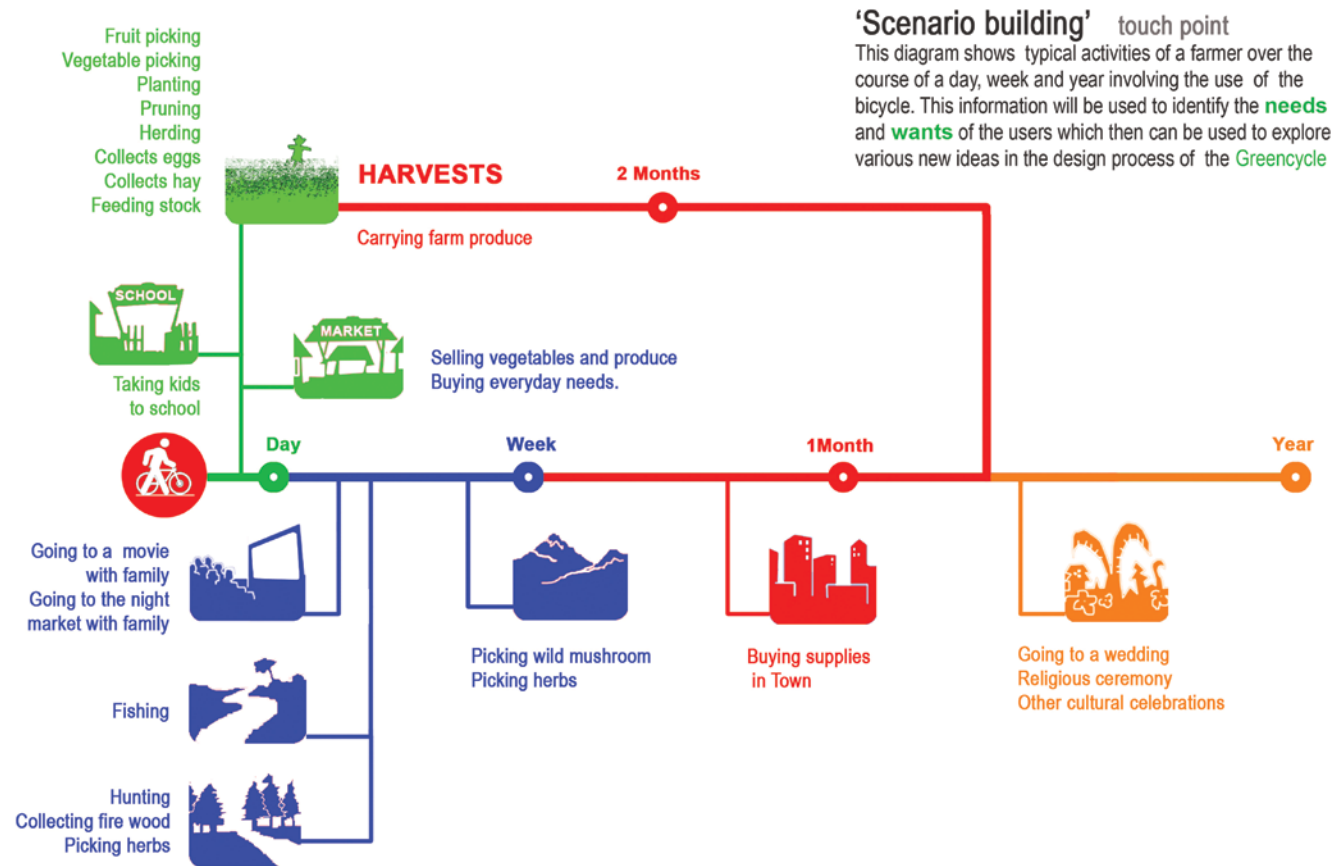 'Scenario building' touch point
This diagram shows typical activities of a farmer over the
course of a day, week and year involving the use of the
bicycle. This information will be used to identify the needs
and wants of the users which then can be used to explore
various new ideas in the design process of the Greencycle
Fruit picking
Vegetable picking
Planting
Pruning
Herding
Collects eggs
Collects hay
Feeding stock
HARVESTS
2 Months
Carrying farm produce
SCHOOL
Taking kids
to school
MARKET
Selling vegetables and produce
Buying everyday needs.
Day
Week
1Month
Year
Going to a movie
with family
Going to the night
market with family
Fishing
Hunting
Collecting fire wood
Picking herbs
Picking wild mushroom
Picking herbs
Buying supplies
in Town
Going to a wedding
Religious ceremony
Other cultural celebrations